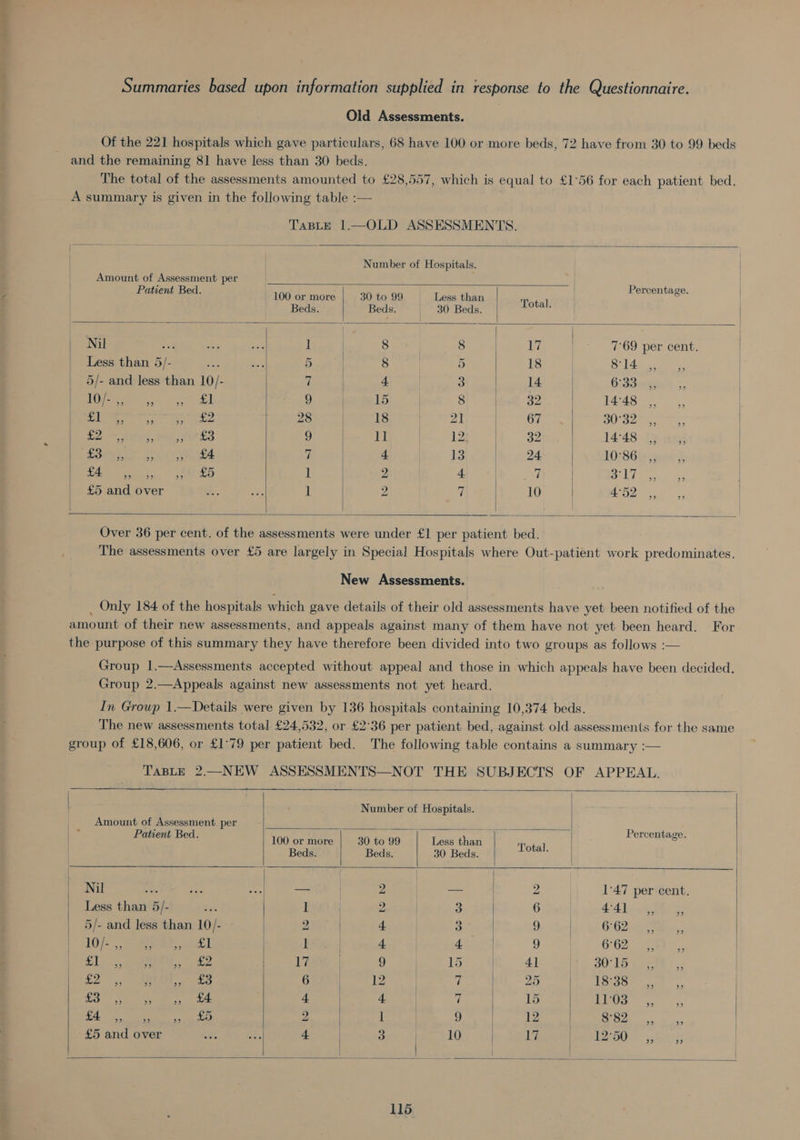 Summaries based upon information supplied in response to the Questionnaire.
Old Assessments.
Of the 221 hospitals which gave particulars, 68 have 100 or more beds, 72 have from 30 to 99 beds
and the remaining 81 have less than 30 beds.
The total of the assessments amounted to £28,557, which is equal to £1·56 for each patient bed.
A summary is given in the following table :—
TABLE 1.—OLD ASSESSMENTS.
Amount of Assessment per Patient Bed. | Number of Hospitals. 100 or more Beds. | 30 to 99 Beds. | Less than 30 Beds. | Total. | Percentage.
Nil ... ... ... 1 8 8 17 7·69 per cent.
Less than 5/- ... ... 5 8 5 18 8·14 ,, ,,
5/- and less than 10/- 7 4 3 14 6·33 ,, ,,
10/- ,, ,, ,, £1 9 15 8 32 14·48 ,, ,,
£1 ,, ,, ,, £2 28 18 21 67 30·32 ,, ,,
£2 ,, ,, ,, £3 9 11 12 32 14·48 ,, ,,
£3 ,, ,, ,, £4 7 4 13 24 10·86 ,, ,,
£4 ,, ,, ,, £5 1 2 4 7 3·17 ,, ,,
£5 and over ... ... 1 2 7 10 4·52 ,, ,,
Over 36 per cent. of the assessments were under £1 per patient bed.
The assessments over £5 are largely in Special Hospitals where Out-patient work predominates.
New Assessments.
Only 184 of the hospitals which gave details of their old assessments have yet been notified of the
amount of their new assessments, and appeals against many of them have not yet been heard. For
the purpose of this summary they have therefore been divided into two groups as follows :—
Group 1.—Assessments accepted without appeal and those in which appeals have been decided.
Group 2.—Appeals against new assessments not yet heard.
In Group 1.—Details were given by 136 hospitals containing 10,374 beds.
The new assessments total £24,532, or £2·36 per patient bed, against old assessments for the same
group of £18,606, or £1·79 per patient bed. The following table contains a summary :—
TABLE 2.—NEW ASSESSMENTS—NOT THE SUBJECTS OF APPEAL.
Amount of Assessment per Patient Bed. | Number of Hospitals. 100 or more Beds. | 30 to 99 Beds. | Less than 30 Beds. | Total. | Percentage.
Nil ... ... ... — 2 — 2 1·47 per cent.
Less than 5/- ... 1 2 3 6 4·41 ,, ,,
5/- and less than 10/- 2 4 3 9 6·62 ,, ,,
10/- ,, ,, ,, £1 1 4 4 9 6·62 ,, ,,
£1 ,, ,, ,, £2 17 9 15 41 30·15 ,, ,,
£2 ,, ,, ,, £3 6 12 7 25 18·38 ,, ,,
£3 ,, ,, ,, £4 4 4 7 15 11·03 ,, ,,
£4 ,, ,, ,, £5 2 1 9 12 8·82 ,, ,,
£5 and over ... ... 4 3 10 17 12·50 ,, ,,
115